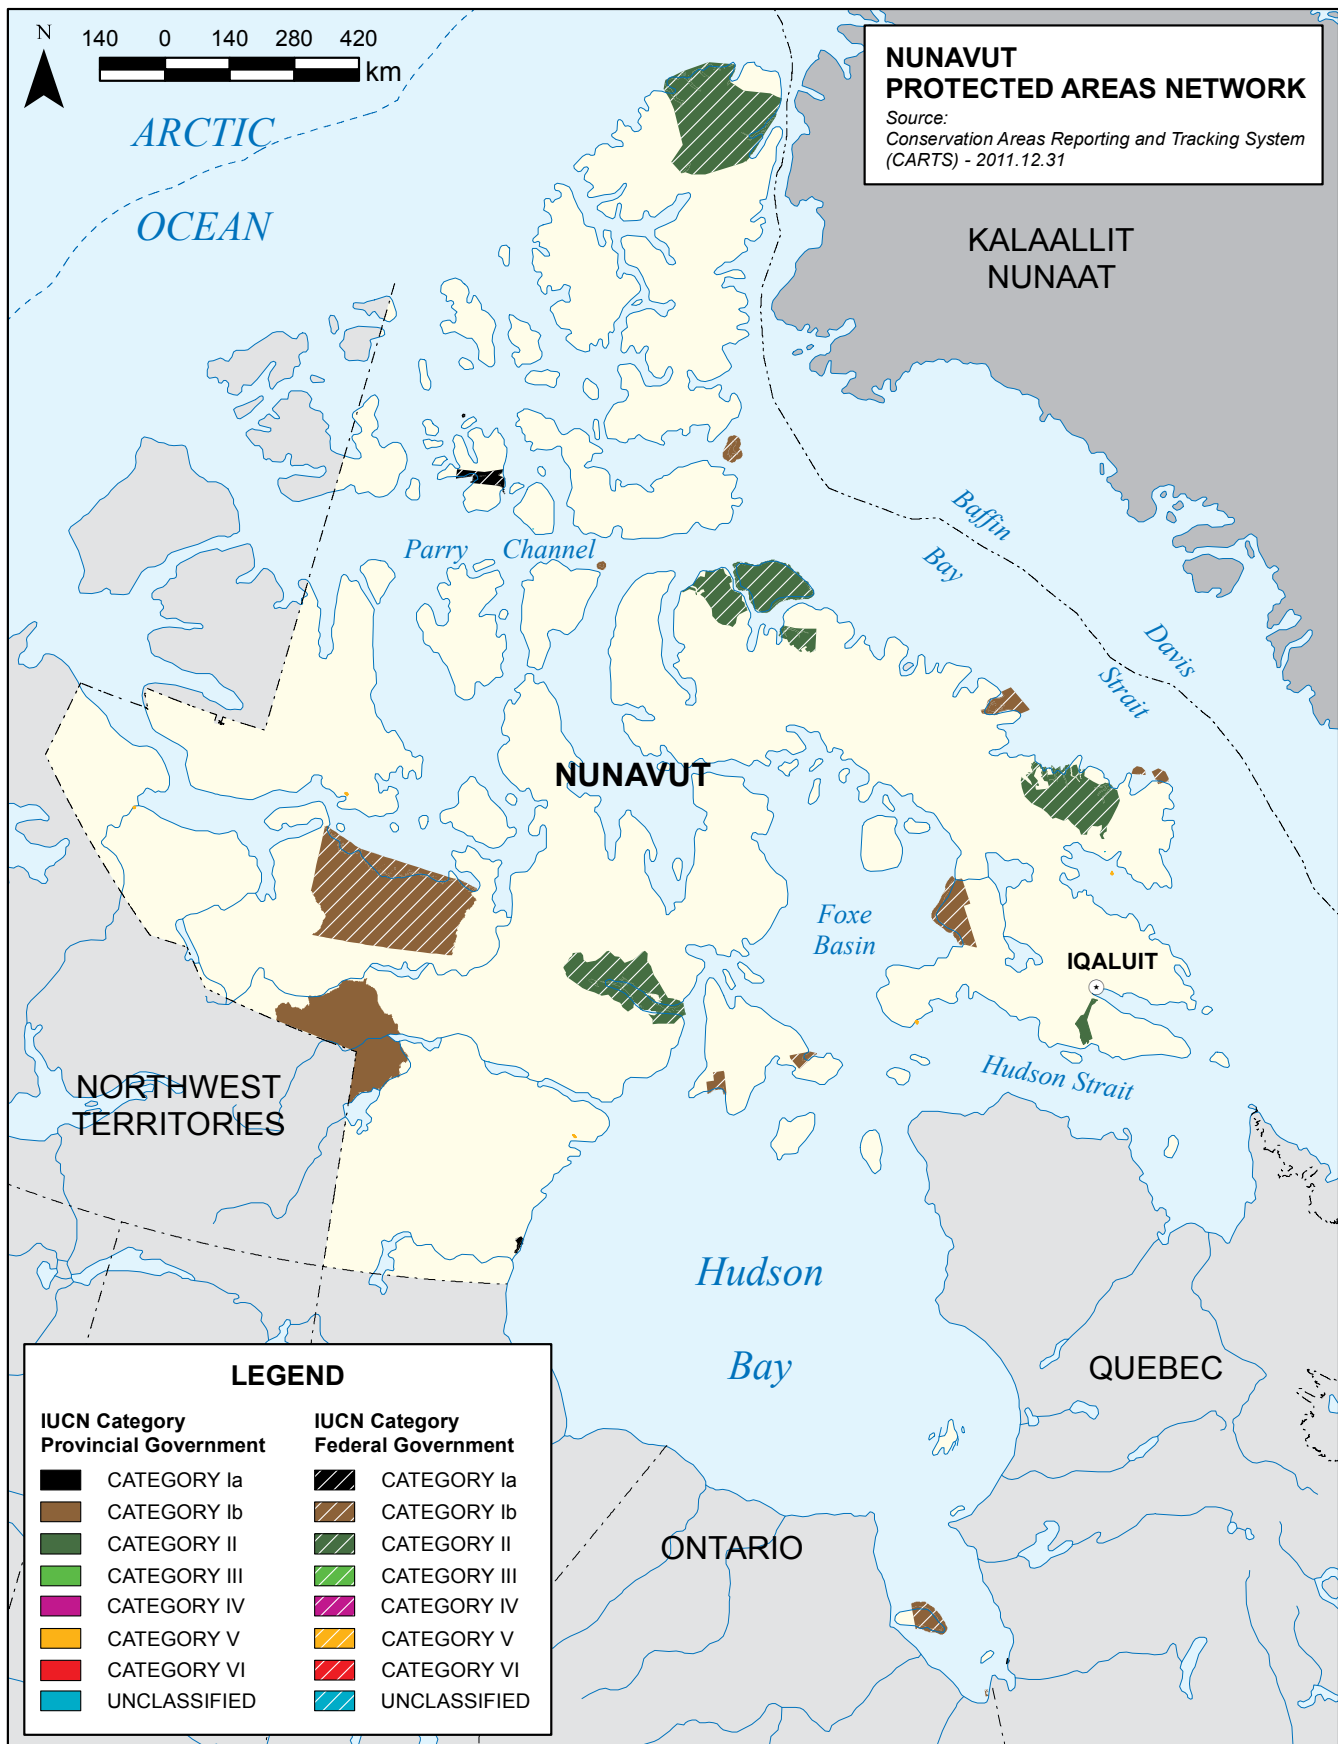 N
140 0 140 280 420
km
NUNAVUT
PROTECTED AREAS NETWORK
Source:
Conservation Areas Reporting and Tracking System
(CARTS) - 2011.12.31
ARCTIC
OCEAN
KALAALLIT
NUNAAT
Baffin
Bay
Parry Channel
Davis
Strait
NUNAVUT
Foxe
Basin
IQALUIT
Hudson Strait
NORTHWEST
TERRITORIES
Hudson
Bay
QUEBEC
ONTARIO
LEGEND
IUCN Category
Provincial Government
CATEGORY Ia
CATEGORY Ib
CATEGORY II
CATEGORY III
CATEGORY IV
CATEGORY V
CATEGORY VI
UNCLASSIFIED
IUCN Category
Federal Government
CATEGORY Ia
CATEGORY Ib
CATEGORY II
CATEGORY III
CATEGORY IV
CATEGORY V
CATEGORY VI
UNCLASSIFIED